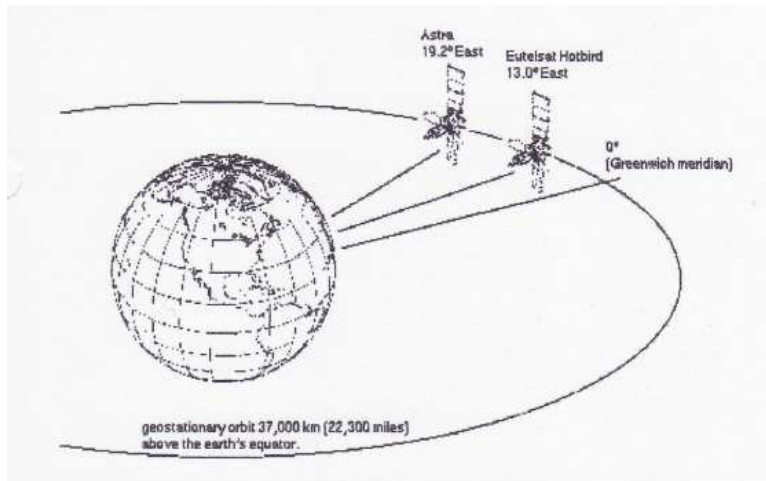 Astra
19.2° East
Eutelsat Hotbird
13.0° East
0°
(Greenwich meridian)
geostationary orbit 37,000 km (22,300 miles)
above the earth's equator.